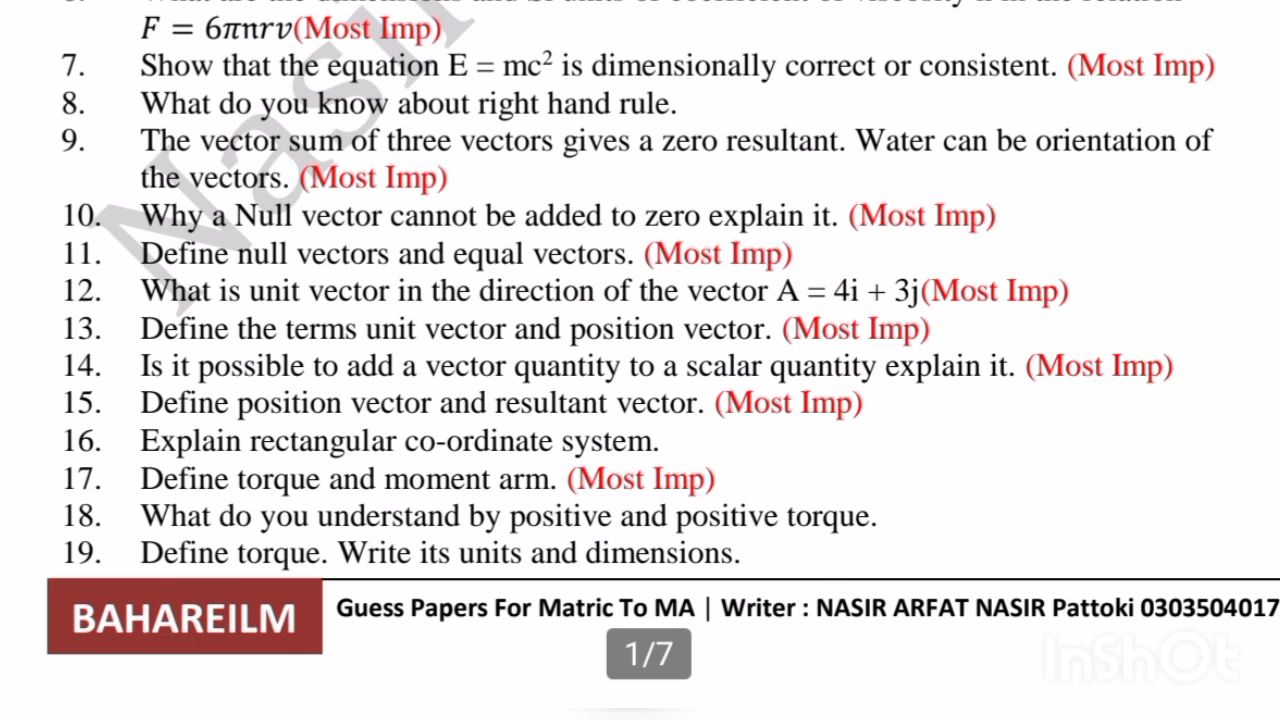 F = 6πnrv(Most Imp)
7. Show that the equation E = mc² is dimensionally correct or consistent. (Most Imp)
8. What do you know about right hand rule.
9. The vector sum of three vectors gives a zero resultant. Water can be orientation of
the vectors. (Most Imp)
10. Why a Null vector cannot be added to zero explain it. (Most Imp)
11. Define null vectors and equal vectors. (Most Imp)
12. What is unit vector in the direction of the vector A = 4i + 3j(Most Imp)
13. Define the terms unit vector and position vector. (Most Imp)
14. Is it possible to add a vector quantity to a scalar quantity explain it. (Most Imp)
15. Define position vector and resultant vector. (Most Imp)
16. Explain rectangular co-ordinate system.
17. Define torque and moment arm. (Most Imp)
18. What do you understand by positive and positive torque.
19. Define torque. Write its units and dimensions.
BAHAREILM
Guess Papers For Matric To MA | Writer : NASIR ARFAT NASIR Pattoki 0303504017
1/7
InShOt